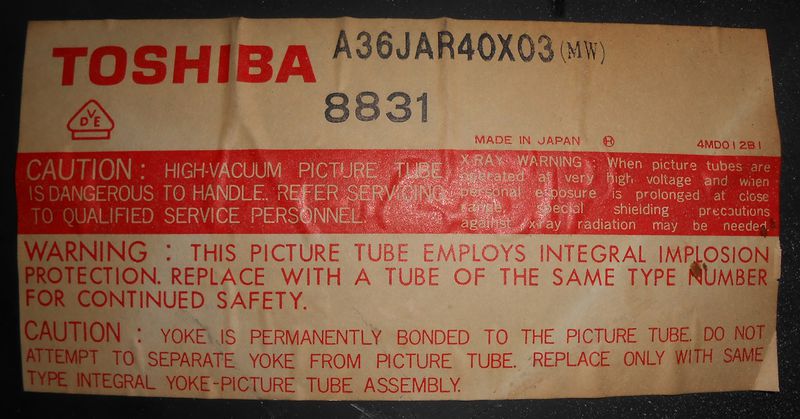 TOSHIBA A36JAR40X03 (MW)
VDE
8831
MADE IN JAPAN Ⓗ 4MD012B1
CAUTION : HIGH-VACUUM PICTURE TUBE
IS DANGEROUS TO HANDLE. REFER SERVICING
TO QUALIFIED SERVICE PERSONNEL.
X-RAY WARNING : When picture tubes are
operated at very high voltage and when
personal exposure is prolonged at close
range, special shielding precautions
against x-ray radiation may be needed.
WARNING : THIS PICTURE TUBE EMPLOYS INTEGRAL IMPLOSION
PROTECTION. REPLACE WITH A TUBE OF THE SAME TYPE NUMBER
FOR CONTINUED SAFETY.
CAUTION : YOKE IS PERMANENTLY BONDED TO THE PICTURE TUBE. DO NOT
ATTEMPT TO SEPARATE YOKE FROM PICTURE TUBE. REPLACE ONLY WITH SAME
TYPE INTEGRAL YOKE-PICTURE TUBE ASSEMBLY.